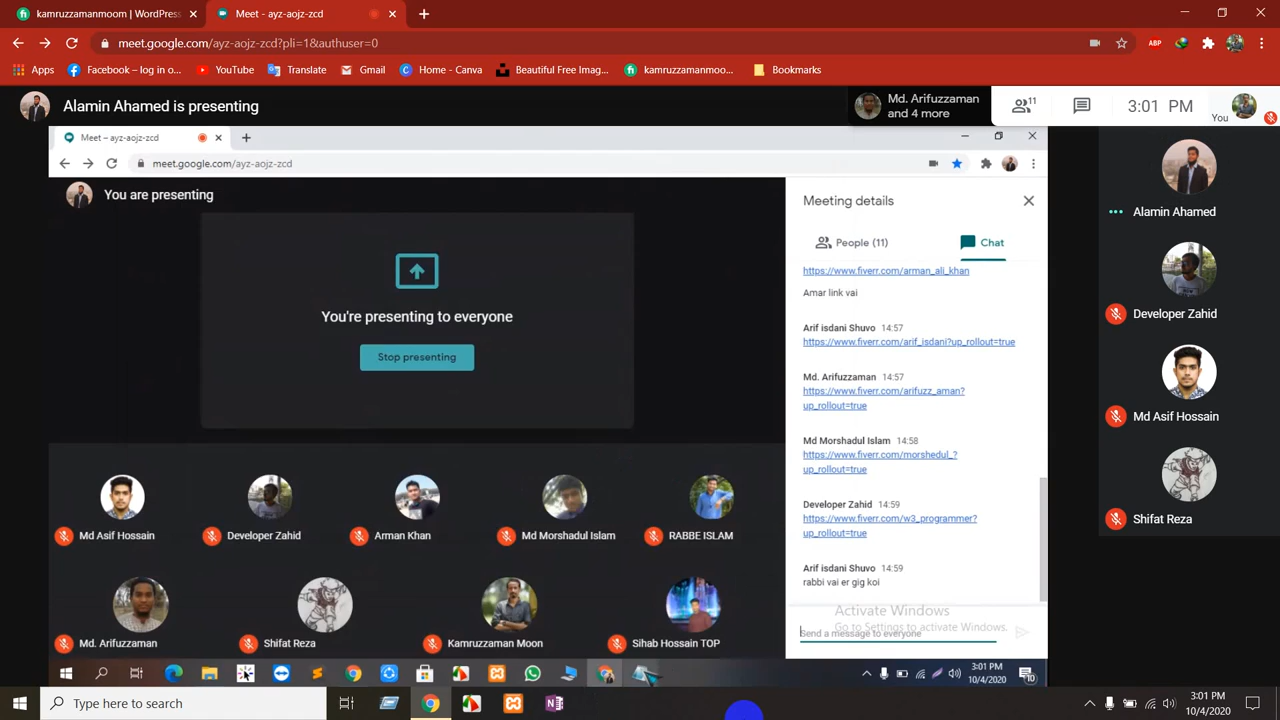 kamruzzamanmoom | WordPress
Meet - ayz-aojz-zcd
meet.google.com/ayz-aojz-zcd?pli=1&authuser=0
Apps
Facebook – log in o...
YouTube
Translate
Gmail
Home - Canva
Beautiful Free Imag...
kamruzzamanmoo...
Bookmarks
ABP
Alamin Ahamed is presenting
Md. Arifuzzaman
and 4 more
11
3:01 PM
You
Meet – ayz-aojz-zcd
meet.google.com/ayz-aojz-zcd
You are presenting
You're presenting to everyone
Stop presenting
Meeting details
People (11)
Chat
https://www.fiverr.com/arman_ali_khan
Amar link vai
Arif isdani Shuvo 14:57
https://www.fiverr.com/arif_isdani?up_rollout=true
Md. Arifuzzaman 14:57
https://www.fiverr.com/arifuzz_aman?
up_rollout=true
Md Morshadul Islam 14:58
https://www.fiverr.com/morshedul_?
up_rollout=true
Developer Zahid 14:59
https://www.fiverr.com/w3_programmer?
up_rollout=true
Arif isdani Shuvo 14:59
rabbi vai er gig koi
Activate Windows
Go to Settings to activate Windows.
Send a message to everyone
Md Asif Hossain
Developer Zahid
Arman Khan
Md Morshadul Islam
RABBE ISLAM
Md. Arifuzzaman
Shifat Reza
Kamruzzaman Moon
Sihab Hossain TOP
Alamin Ahamed
Developer Zahid
Md Asif Hossain
Shifat Reza
3:01 PM
10/4/2020
10
Type here to search
3:01 PM
10/4/2020